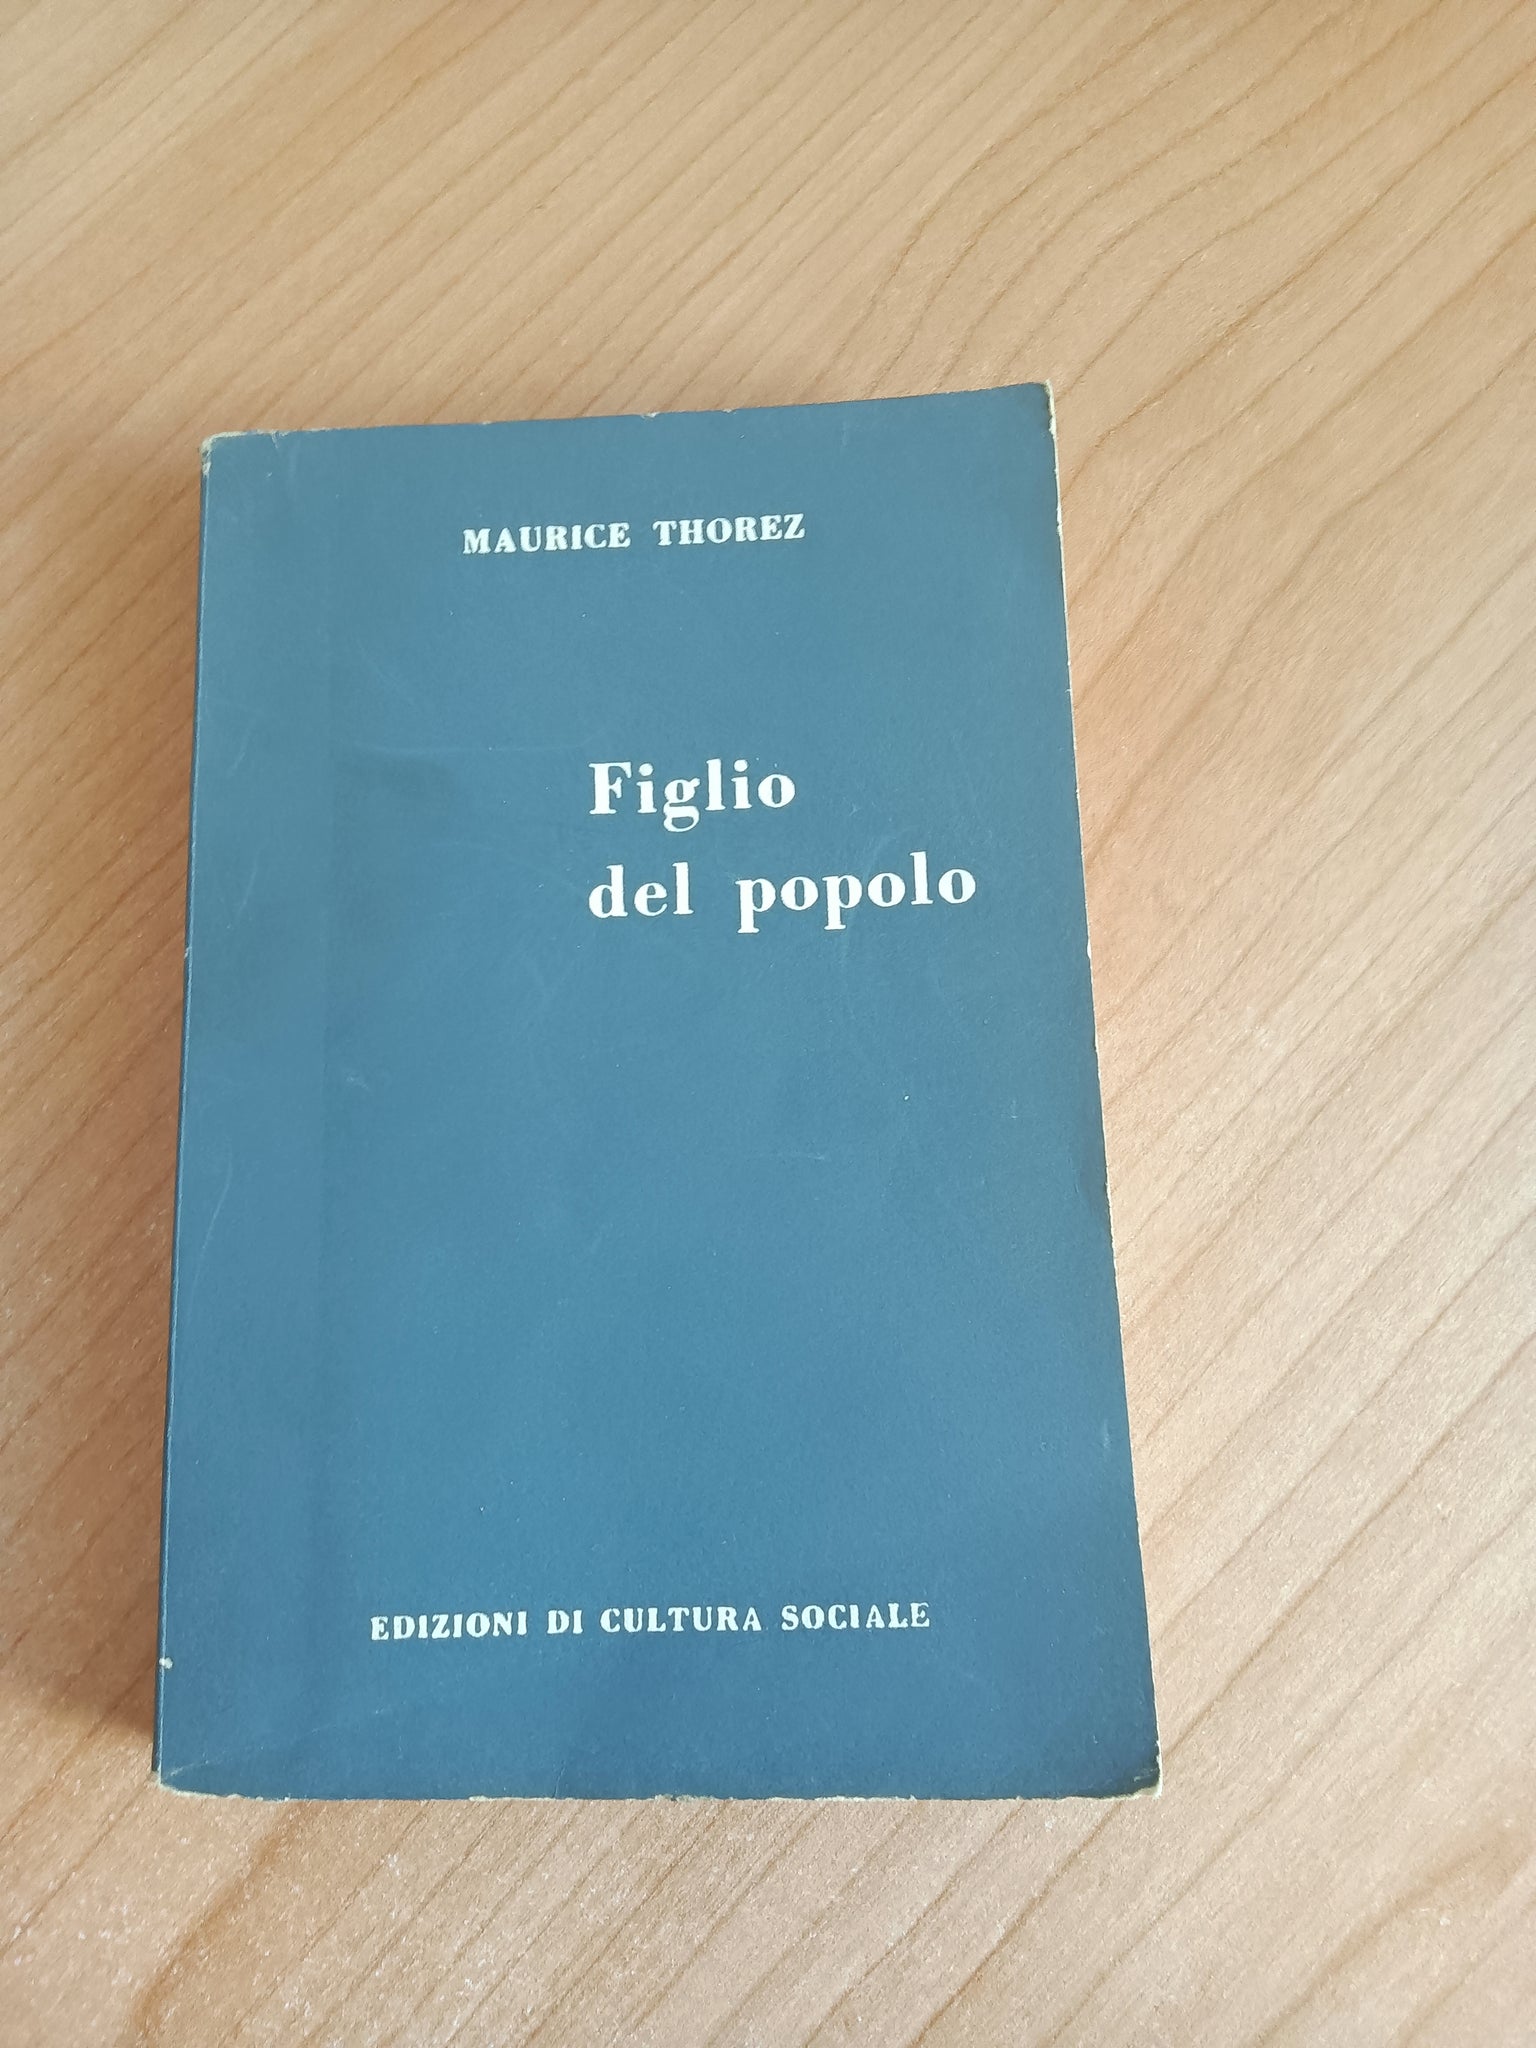 MAURICE THOREZ
Figlio
del popolo
EDIZIONI DI CULTURA SOCIALE